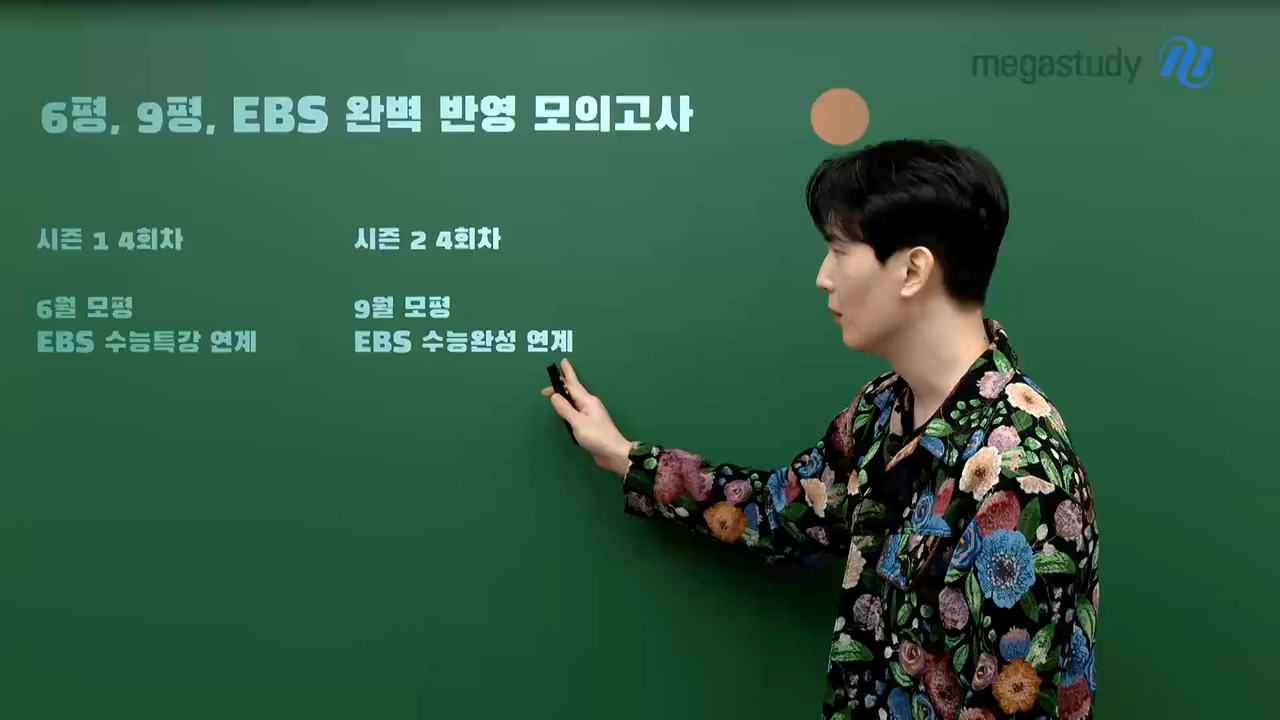 megastudy
6평, 9평, EBS 완벽 반영 모의고사
시즌 1 4회차
6월 모평
EBS 수능특강 연계
시즌 2 4회차
9월 모평
EBS 수능완성 연계